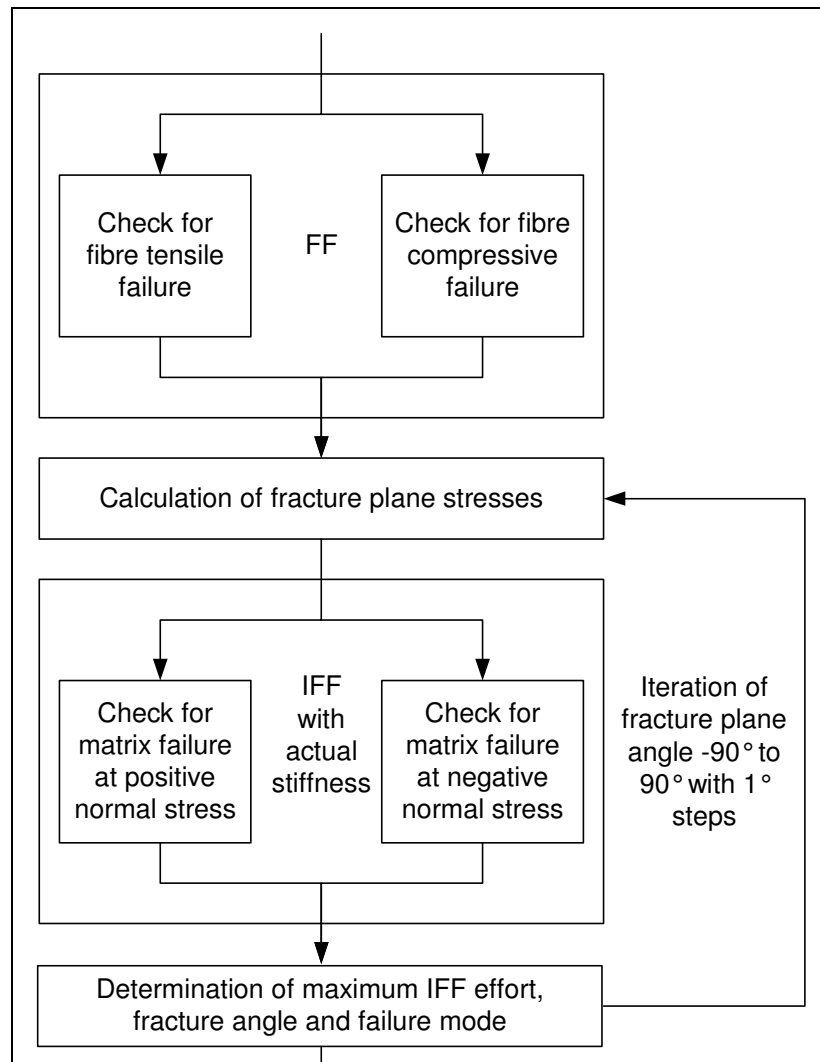 Check for
fibre tensile
failure
FF
Check for fibre
compressive
failure
Calculation of fracture plane stresses
Check for
matrix failure
at positive
normal stress
IFF
with
actual
stiffness
Check for
matrix failure
at negative
normal stress
Iteration of
fracture plane
angle -90° to
90° with 1°
steps
Determination of maximum IFF effort,
fracture angle and failure mode